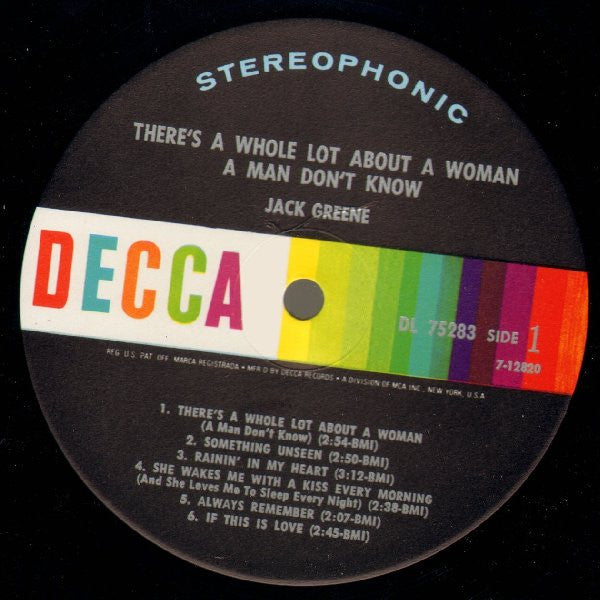 STEREOPHONIC
THERE'S A WHOLE LOT ABOUT A WOMAN
A MAN DON'T KNOW
JACK GREENE
DECCA
DL 75283 SIDE 1
7-12820
REG. U.S. PAT. OFF. MARCA REGISTRADA • MFR'D BY DECCA RECORDS • A DIVISION OF MCA INC., NEW YORK, U.S.A.
1. THERE'S A WHOLE LOT ABOUT A WOMAN
(A Man Don't Know) (2:54-BMI)
2. SOMETHING UNSEEN (2:50-BMI)
3. RAININ' IN MY HEART (3:12-BMI)
4. SHE WAKES ME WITH A KISS EVERY MORNING
(And She Loves Me To Sleep Every Night) (2:38-BMI)
5. ALWAYS REMEMBER (2:07-BMI)
6. IF THIS IS LOVE (2:45-BMI)